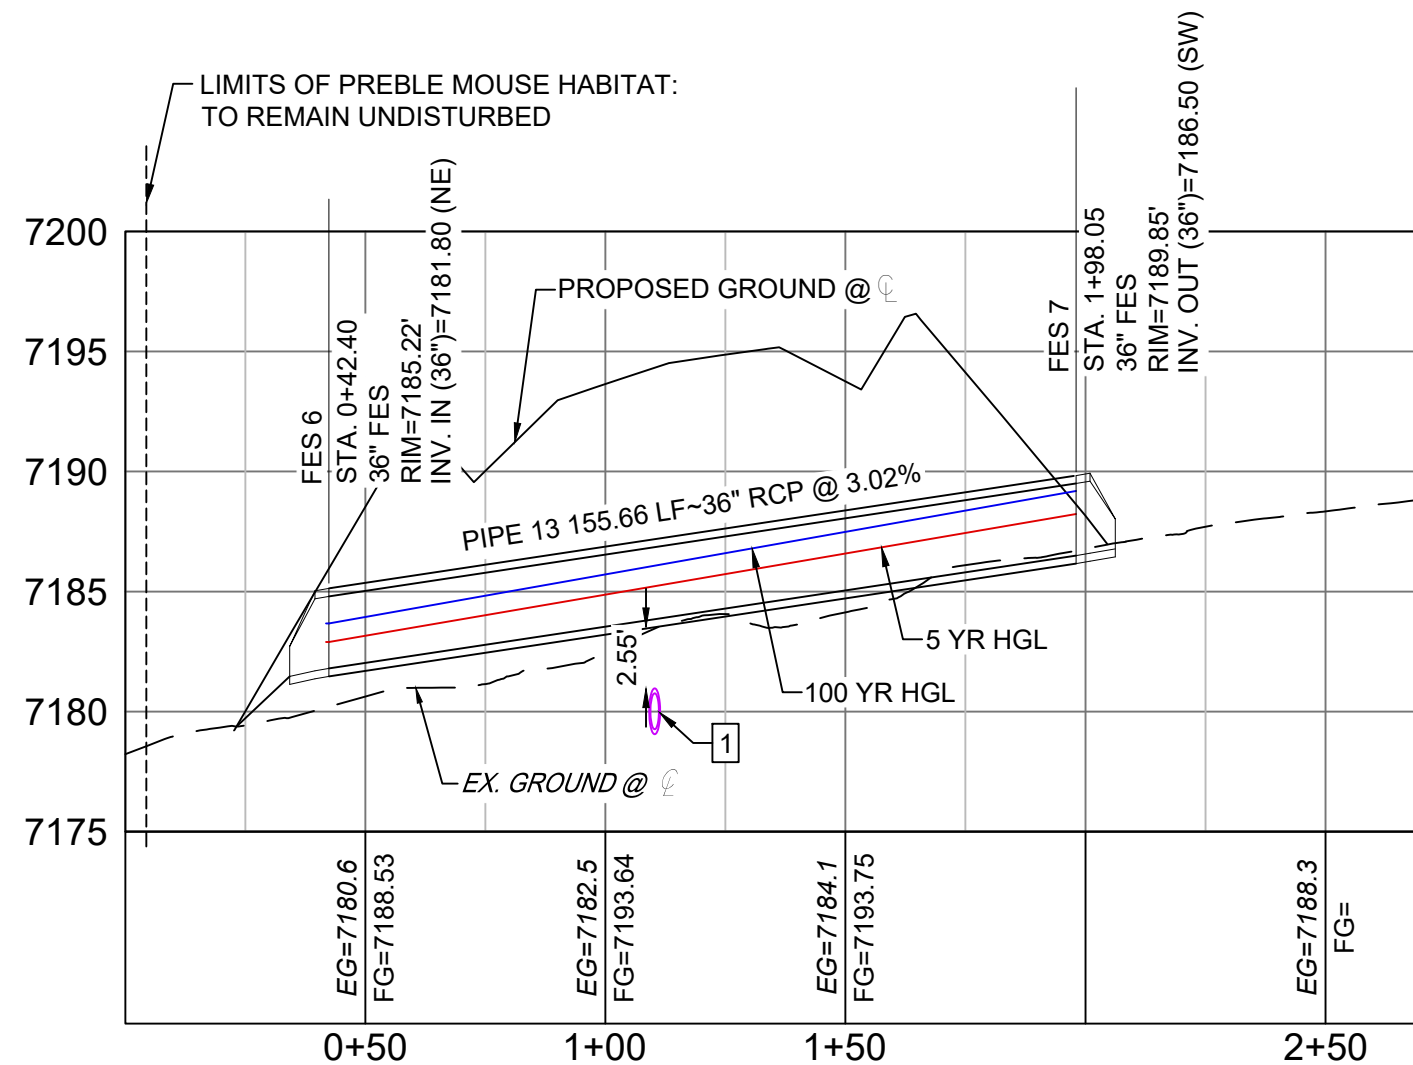 LIMITS OF PREBLE MOUSE HABITAT:
TO REMAIN UNDISTURBED
FES 6
STA. 0+42.40
36" FES
RIM=7185.22'
INV. IN (36")=7181.80 (NE)
FES 7
STA. 1+98.05
36" FES
RIM=7189.85'
INV. OUT (36")=7186.50 (SW)
PROPOSED GROUND @ ℄
PIPE 13 155.66 LF~36" RCP @ 3.02%
5 YR HGL
100 YR HGL
2.55'
1
EX. GROUND @ ℄
7200
7195
7190
7185
7180
7175
EG=7180.6
FG=7188.53
EG=7182.5
FG=7193.64
EG=7184.1
FG=7193.75
EG=7188.3
FG=
0+50
1+00
1+50
2+50